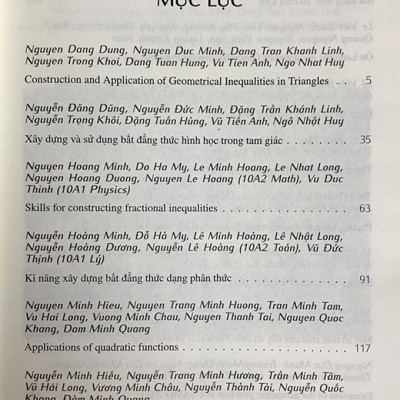 MỤC LỤC
Nguyen Dang Dung, Nguyen Duc Minh, Dang Tran Khanh Linh,
Nguyen Trong Khoi, Dang Tuan Hung, Vu Tien Anh, Ngo Nhat Huy
Construction and Application of Geometrical Inequalities in Triangles . . 5
Nguyễn Đăng Dũng, Nguyễn Đức Minh, Đặng Trần Khánh Linh,
Nguyễn Trọng Khôi, Đặng Tuấn Hùng, Vũ Tiến Anh, Ngô Nhật Huy
Xây dựng và sử dụng bất đẳng thức hình học trong tam giác . . . . . . . . 35
Nguyen Hoang Minh, Do Ha My, Le Minh Hoang, Le Nhat Long,
Nguyen Hoang Duong, Nguyen Le Hoang (10A2 Math), Vu Duc
Thinh (10A1 Physics)
Skills for constructing fractional inequalities . . . . . . . . . . . . . . . . . . 63
Nguyễn Hoàng Minh, Đỗ Hà My, Lê Minh Hoàng, Lê Nhật Long,
Nguyễn Hoàng Dương, Nguyễn Lê Hoàng (10A2 Toán), Vũ Đức
Thịnh (10A1 Lý)
Kĩ năng xây dựng bất đẳng thức dạng phân thức . . . . . . . . . . . . . . . 91
Nguyen Minh Hieu, Nguyen Trang Minh Huong, Tran Minh Tam,
Vu Hai Long, Vuong Minh Chau, Nguyen Thanh Tai, Nguyen Quoc
Khang, Dam Minh Quang
Applications of quadratic functions . . . . . . . . . . . . . . . . . . . . . . . 117
Nguyễn Minh Hiếu, Nguyễn Trang Minh Hương, Trần Minh Tâm,
Vũ Hải Long, Vương Minh Châu, Nguyễn Thành Tài, Nguyễn Quốc
Khang, Đàm Minh Quang